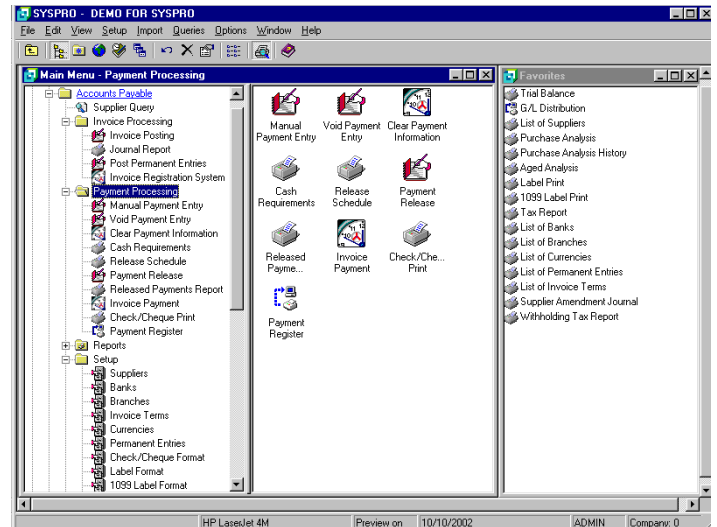 SYSPRO - DEMO FOR SYSPRO
File Edit View Setup Import Queries Options Window Help
Main Menu - Payment Processing
Accounts Payable
Supplier Query
Invoice Processing
Invoice Posting
Journal Report
Post Permanent Entries
Invoice Registration System
Payment Processing
Manual Payment Entry
Void Payment Entry
Clear Payment Information
Cash Requirements
Release Schedule
Payment Release
Released Payments Report
Invoice Payment
Check/Cheque Print
Payment Register
Reports
Setup
Suppliers
Banks
Branches
Invoice Terms
Currencies
Permanent Entries
Check/Cheque Format
Label Format
1099 Label Format
Manual
Payment Entry
Void Payment
Entry
Clear Payment
Information
Cash
Requirements
Release
Schedule
Payment
Release
Released
Payme...
Invoice
Payment
Check/Che...
Print
Payment
Register
Favorites
Trial Balance
G/L Distribution
List of Suppliers
Purchase Analysis
Purchase Analysis History
Aged Analysis
Label Print
1099 Label Print
Tax Report
List of Banks
List of Branches
List of Currencies
List of Permanent Entries
List of Invoice Terms
Supplier Amendment Journal
Withholding Tax Report
HP LaserJet 4M Preview on 10/10/2002 ADMIN Company: 0